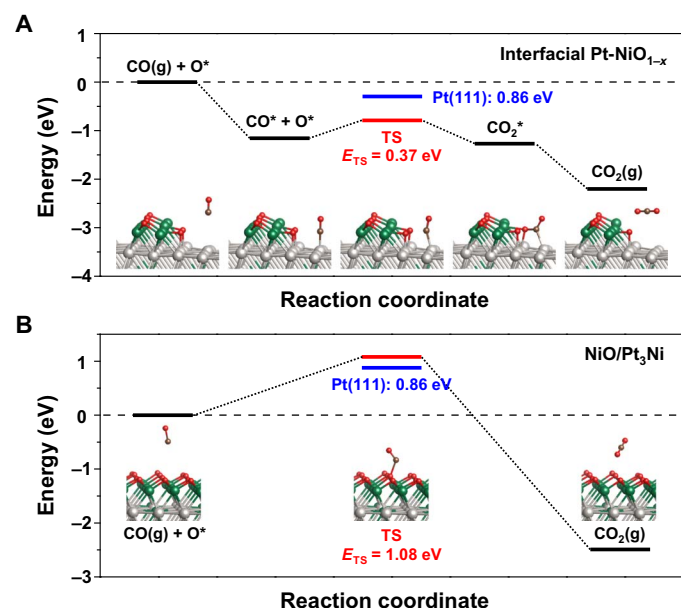 A
Interfacial Pt-NiO1–x
CO(g) + O*
CO* + O*
Pt(111): 0.86 eV
TS
ETS = 0.37 eV
CO2*
CO2(g)
Energy (eV)
0
–1
–2
–3
–4
Reaction coordinate
B
NiO/Pt3Ni
Pt(111): 0.86 eV
Energy (eV)
1
0
–1
–2
–3
CO(g) + O*
TS
ETS = 1.08 eV
CO2(g)
Reaction coordinate